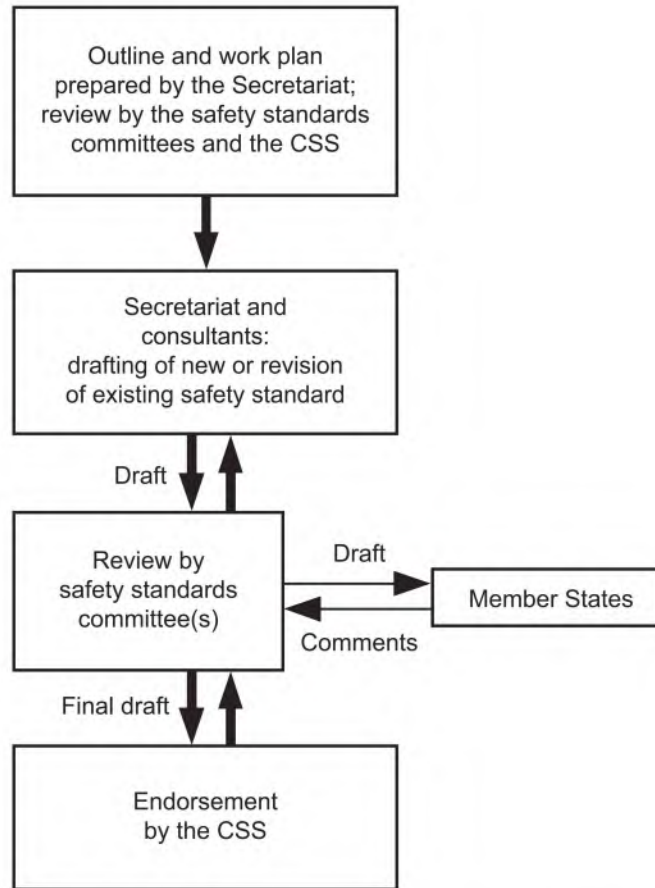 Outline and work plan
prepared by the Secretariat;
review by the safety standards
committees and the CSS
Secretariat and
consultants:
drafting of new or revision
of existing safety standard
Draft
Review by
safety standards
committee(s)
Draft
Member States
Comments
Final draft
Endorsement
by the CSS